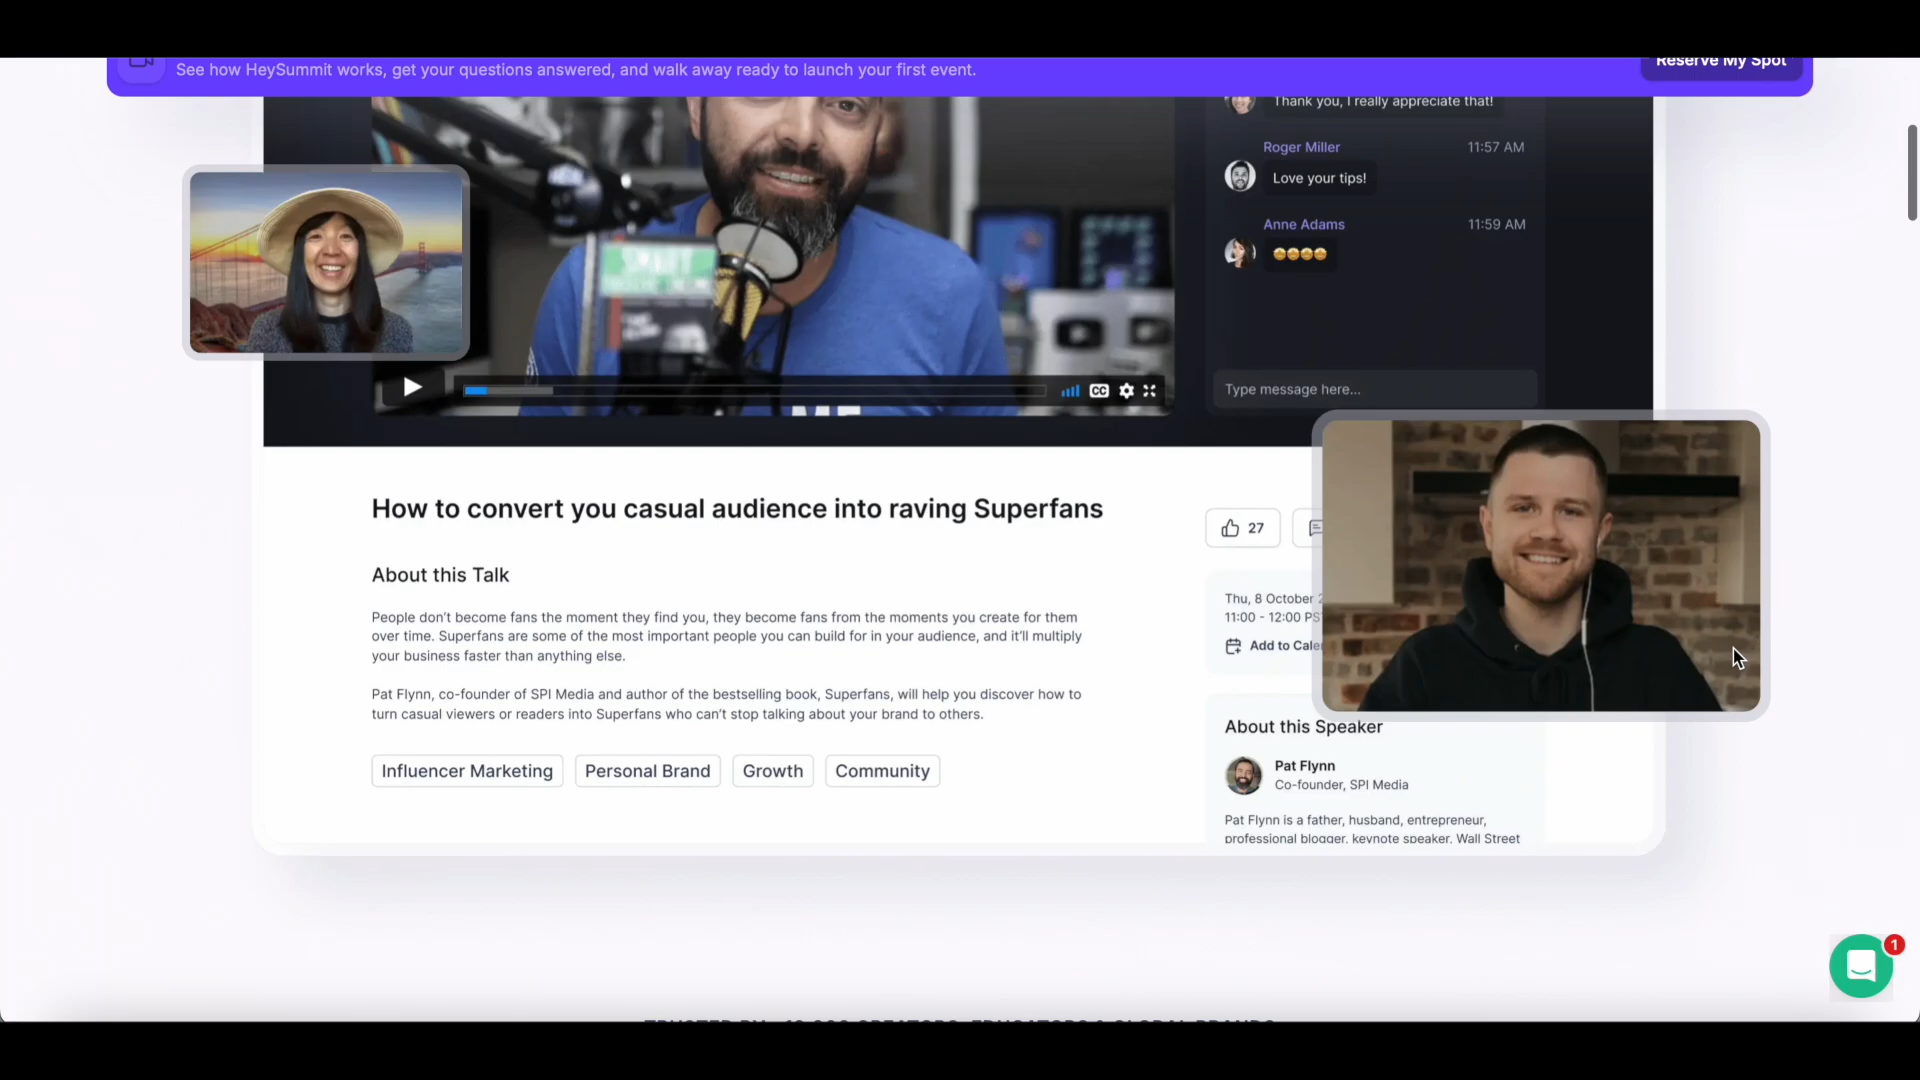 See how HeySummit works, get your questions answered, and walk away ready to launch your first event.
Reserve My Spot
Thank you, I really appreciate that!
Roger Miller 11:57 AM
Love your tips!
Anne Adams 11:59 AM
CC
Type message here...
How to convert you casual audience into raving Superfans
27
About this Talk
People don't become fans the moment they find you, they become fans from the moments you create for them
over time. Superfans are some of the most important people you can build for in your audience, and it'll multiply
your business faster than anything else.
Pat Flynn, co-founder of SPI Media and author of the bestselling book, Superfans, will help you discover how to
turn casual viewers or readers into Superfans who can't stop talking about your brand to others.
Influencer Marketing
Personal Brand
Growth
Community
Thu, 8 October
11:00 - 12:00
Add to
About this Speaker
Pat Flynn
Co-founder, SPI Media
Pat Flynn is a father, husband, entrepreneur,
professional blogger, keynote speaker, Wall Street
1